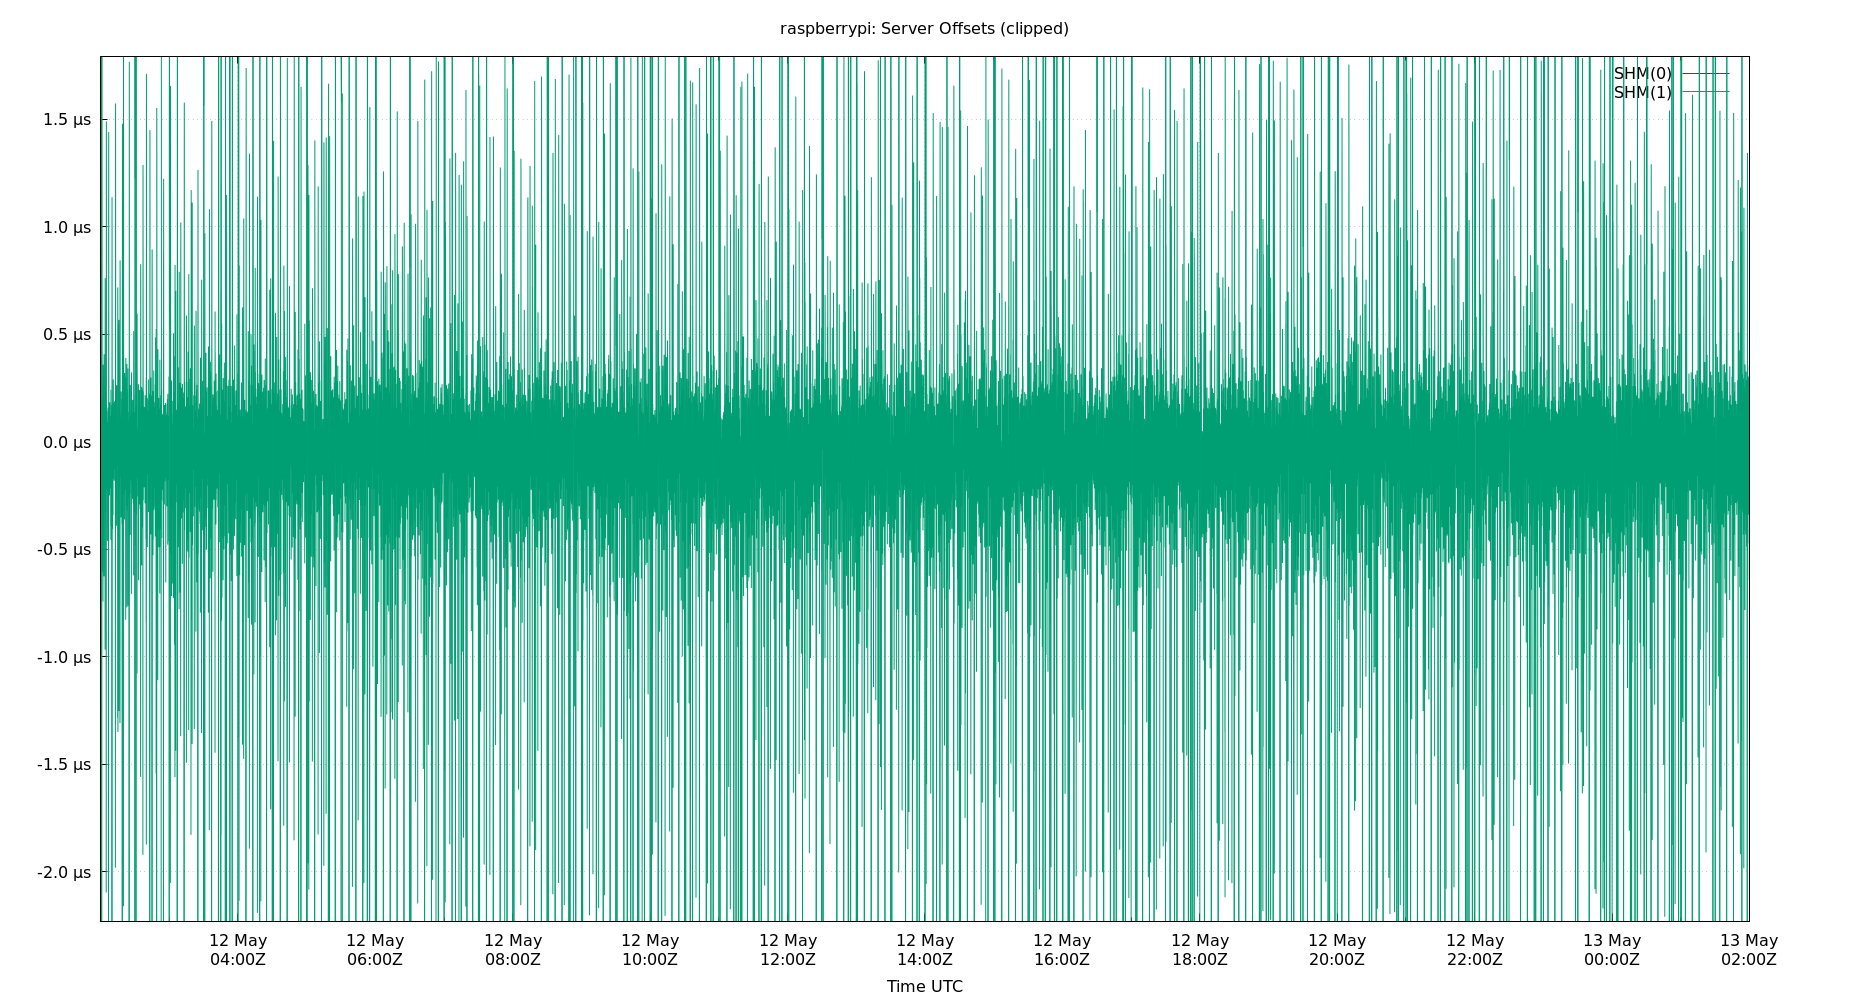 raspberrypi: Server Offsets (clipped)
SHM(0)
SHM(1)
1.5 µs
1.0 µs
0.5 µs
0.0 µs
-0.5 µs
-1.0 µs
-1.5 µs
-2.0 µs
12 May 12 May 12 May 12 May 12 May 12 May 12 May 12 May 12 May 12 May 13 May 13 May
04:00Z 06:00Z 08:00Z 10:00Z 12:00Z 14:00Z 16:00Z 18:00Z 20:00Z 22:00Z 00:00Z 02:00Z
Time UTC